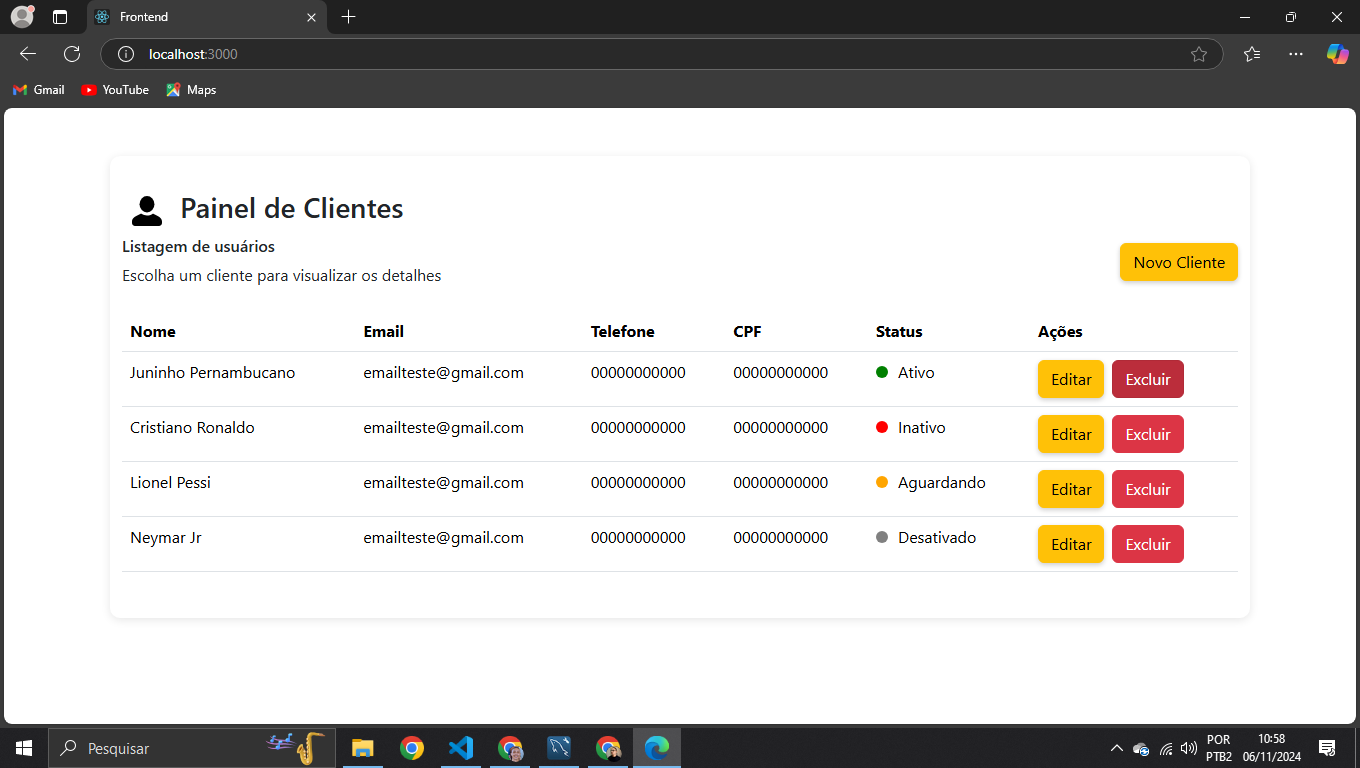 Frontend
localhost:3000
Gmail YouTube Maps
Painel de Clientes
Listagem de usuários
Escolha um cliente para visualizar os detalhes
Novo Cliente
Nome Email Telefone CPF Status Ações
Juninho Pernambucano emailteste@gmail.com 00000000000 00000000000 Ativo Editar Excluir
Cristiano Ronaldo emailteste@gmail.com 00000000000 00000000000 Inativo Editar Excluir
Lionel Pessi emailteste@gmail.com 00000000000 00000000000 Aguardando Editar Excluir
Neymar Jr emailteste@gmail.com 00000000000 00000000000 Desativado Editar Excluir
Pesquisar
POR 10:58
PTB2 06/11/2024